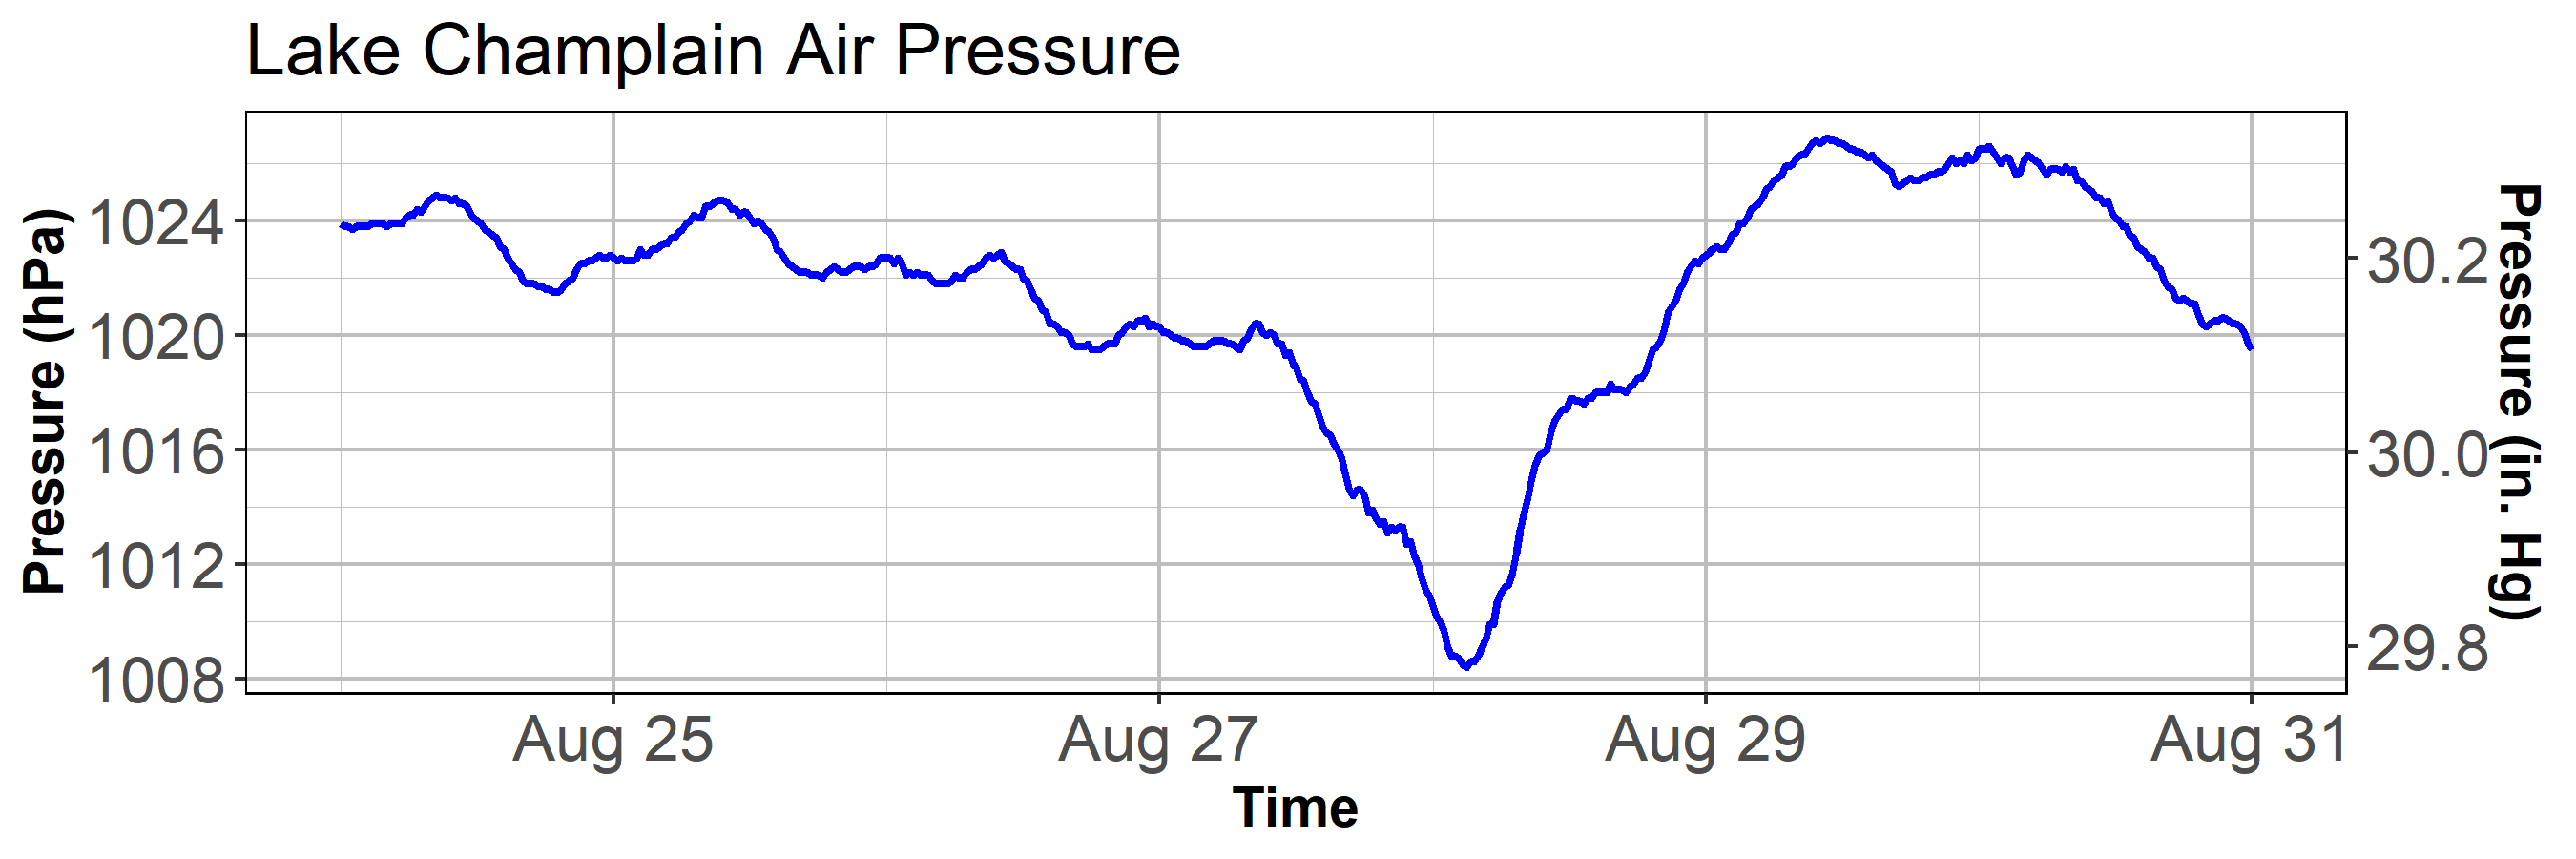 Lake Champlain Air Pressure
Pressure (hPa)
1024
1020
1016
1012
1008
30.2
30.0
29.8
Pressure (in. Hg)
Aug 25
Aug 27
Aug 29
Aug 31
Time